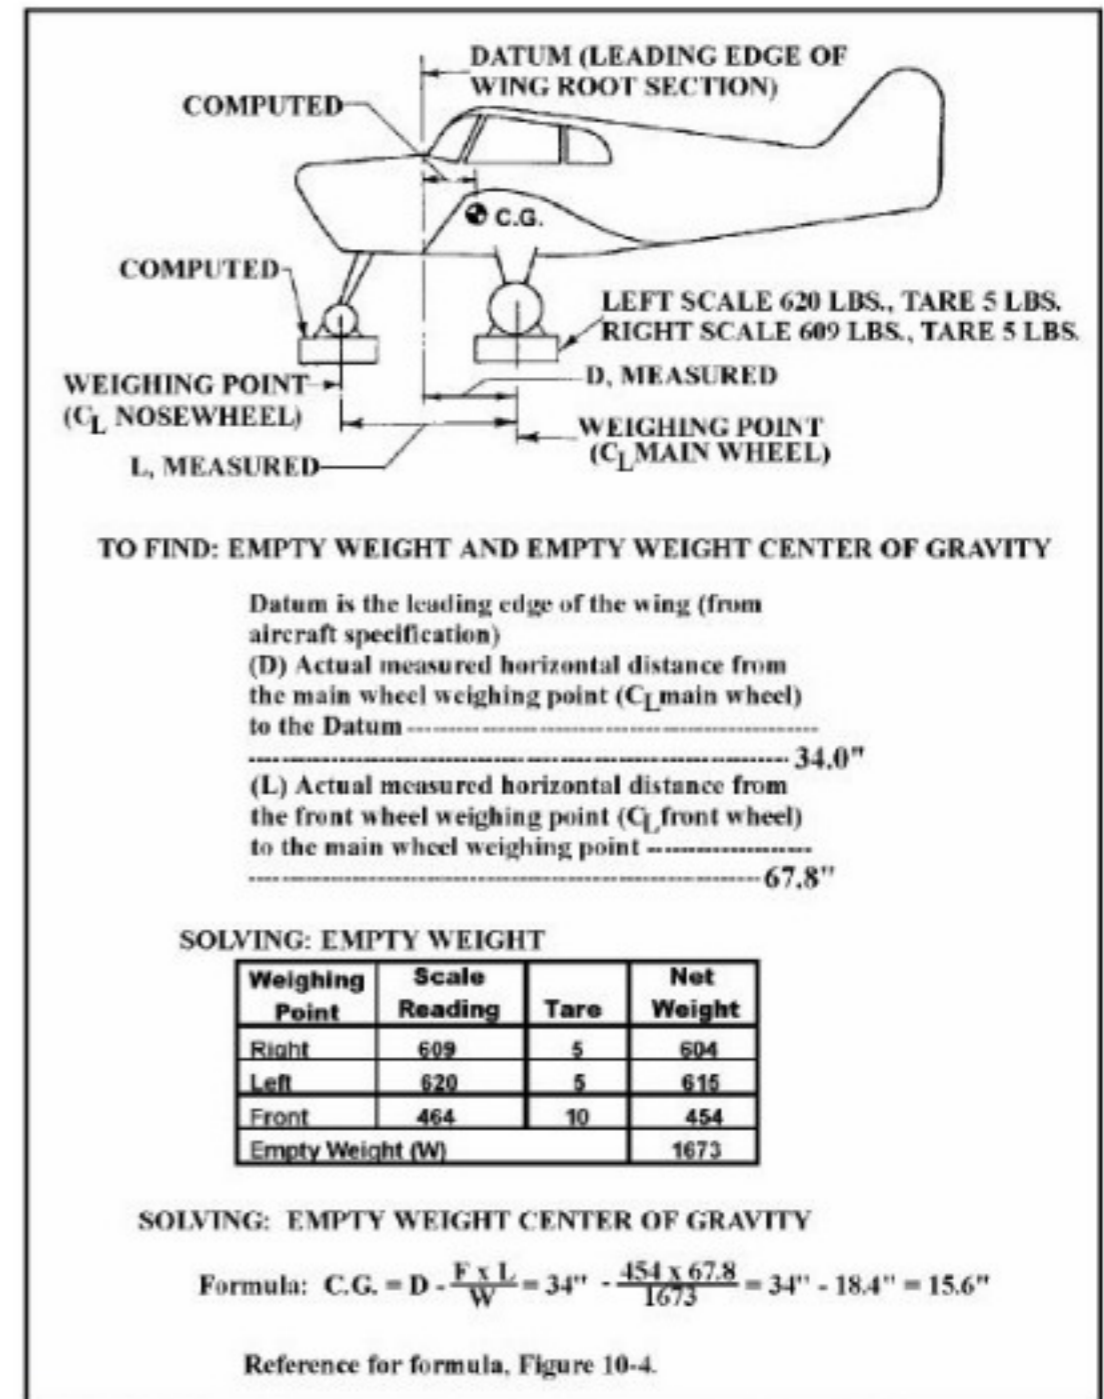 DATUM (LEADING EDGE OF
WING ROOT SECTION)
COMPUTED
C.G.
COMPUTED
LEFT SCALE 620 LBS., TARE 5 LBS.
RIGHT SCALE 609 LBS., TARE 5 LBS.
WEIGHING POINT
(CL NOSEWHEEL)
D, MEASURED
WEIGHING POINT
(CL MAIN WHEEL)
L, MEASURED
TO FIND: EMPTY WEIGHT AND EMPTY WEIGHT CENTER OF GRAVITY
Datum is the leading edge of the wing (from
aircraft specification)
(D) Actual measured horizontal distance from
the main wheel weighing point (CL main wheel)
to the Datum ----------------------------------------
---------------------------------------------------- 34.0"
(L) Actual measured horizontal distance from
the front wheel weighing point (CL front wheel)
to the main wheel weighing point --------------------
--------------------------------------------------67.8"
SOLVING: EMPTY WEIGHT
Weighing Point Scale Reading Tare Net Weight
Right 609 5 604
Left 620 5 615
Front 464 10 454
Empty Weight (W) 1673
SOLVING: EMPTY WEIGHT CENTER OF GRAVITY
Formula: C.G. = D - F x L / W = 34" - 454 x 67.8 / 1673 = 34" - 18.4" = 15.6"
Reference for formula, Figure 10-4.